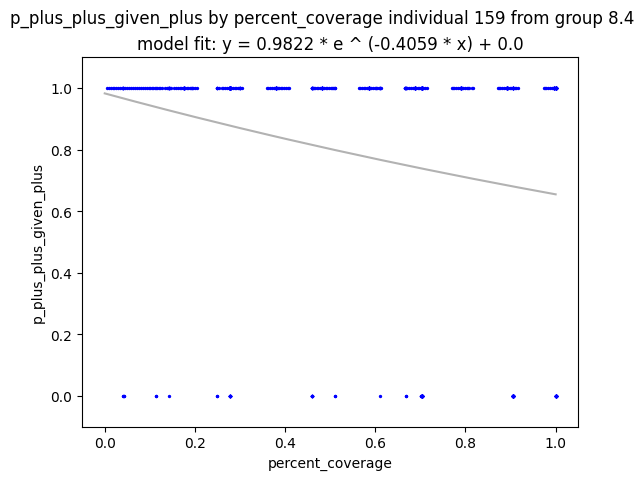 p_plus_plus_given_plus by percent_coverage individual 159 from group 8.4
model fit: y = 0.9822 * e ^ (-0.4059 * x) + 0.0
1.0
0.8
0.6
0.4
0.2
0.0
p_plus_plus_given_plus
0.0 0.2 0.4 0.6 0.8 1.0
percent_coverage